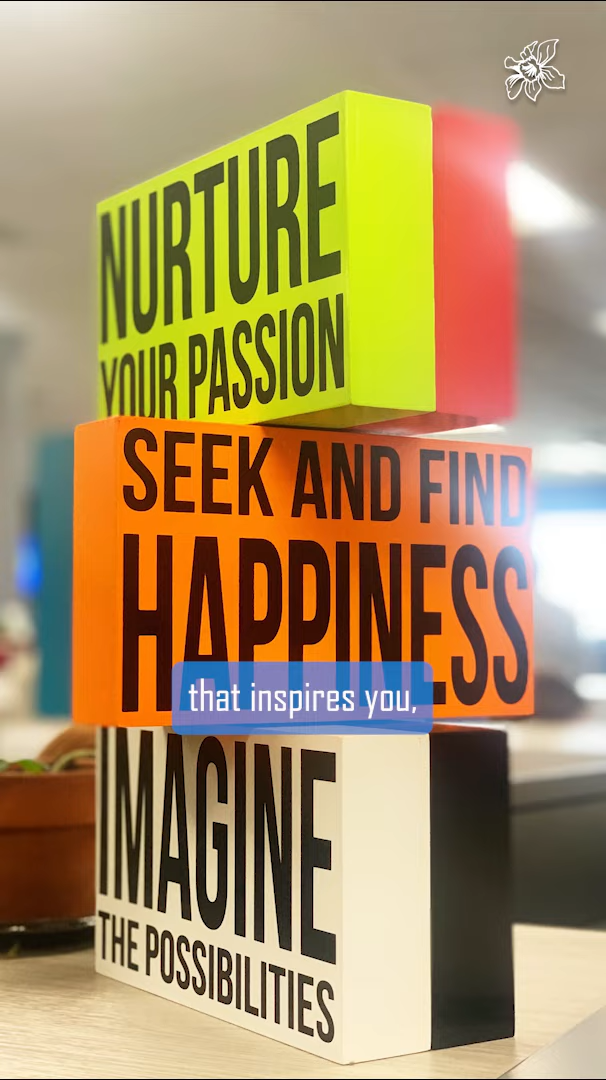 NURTURE
YOUR PASSION
SEEK AND FIND
HAPPINESS
that inspires you,
IMAGINE
THE POSSIBILITIES